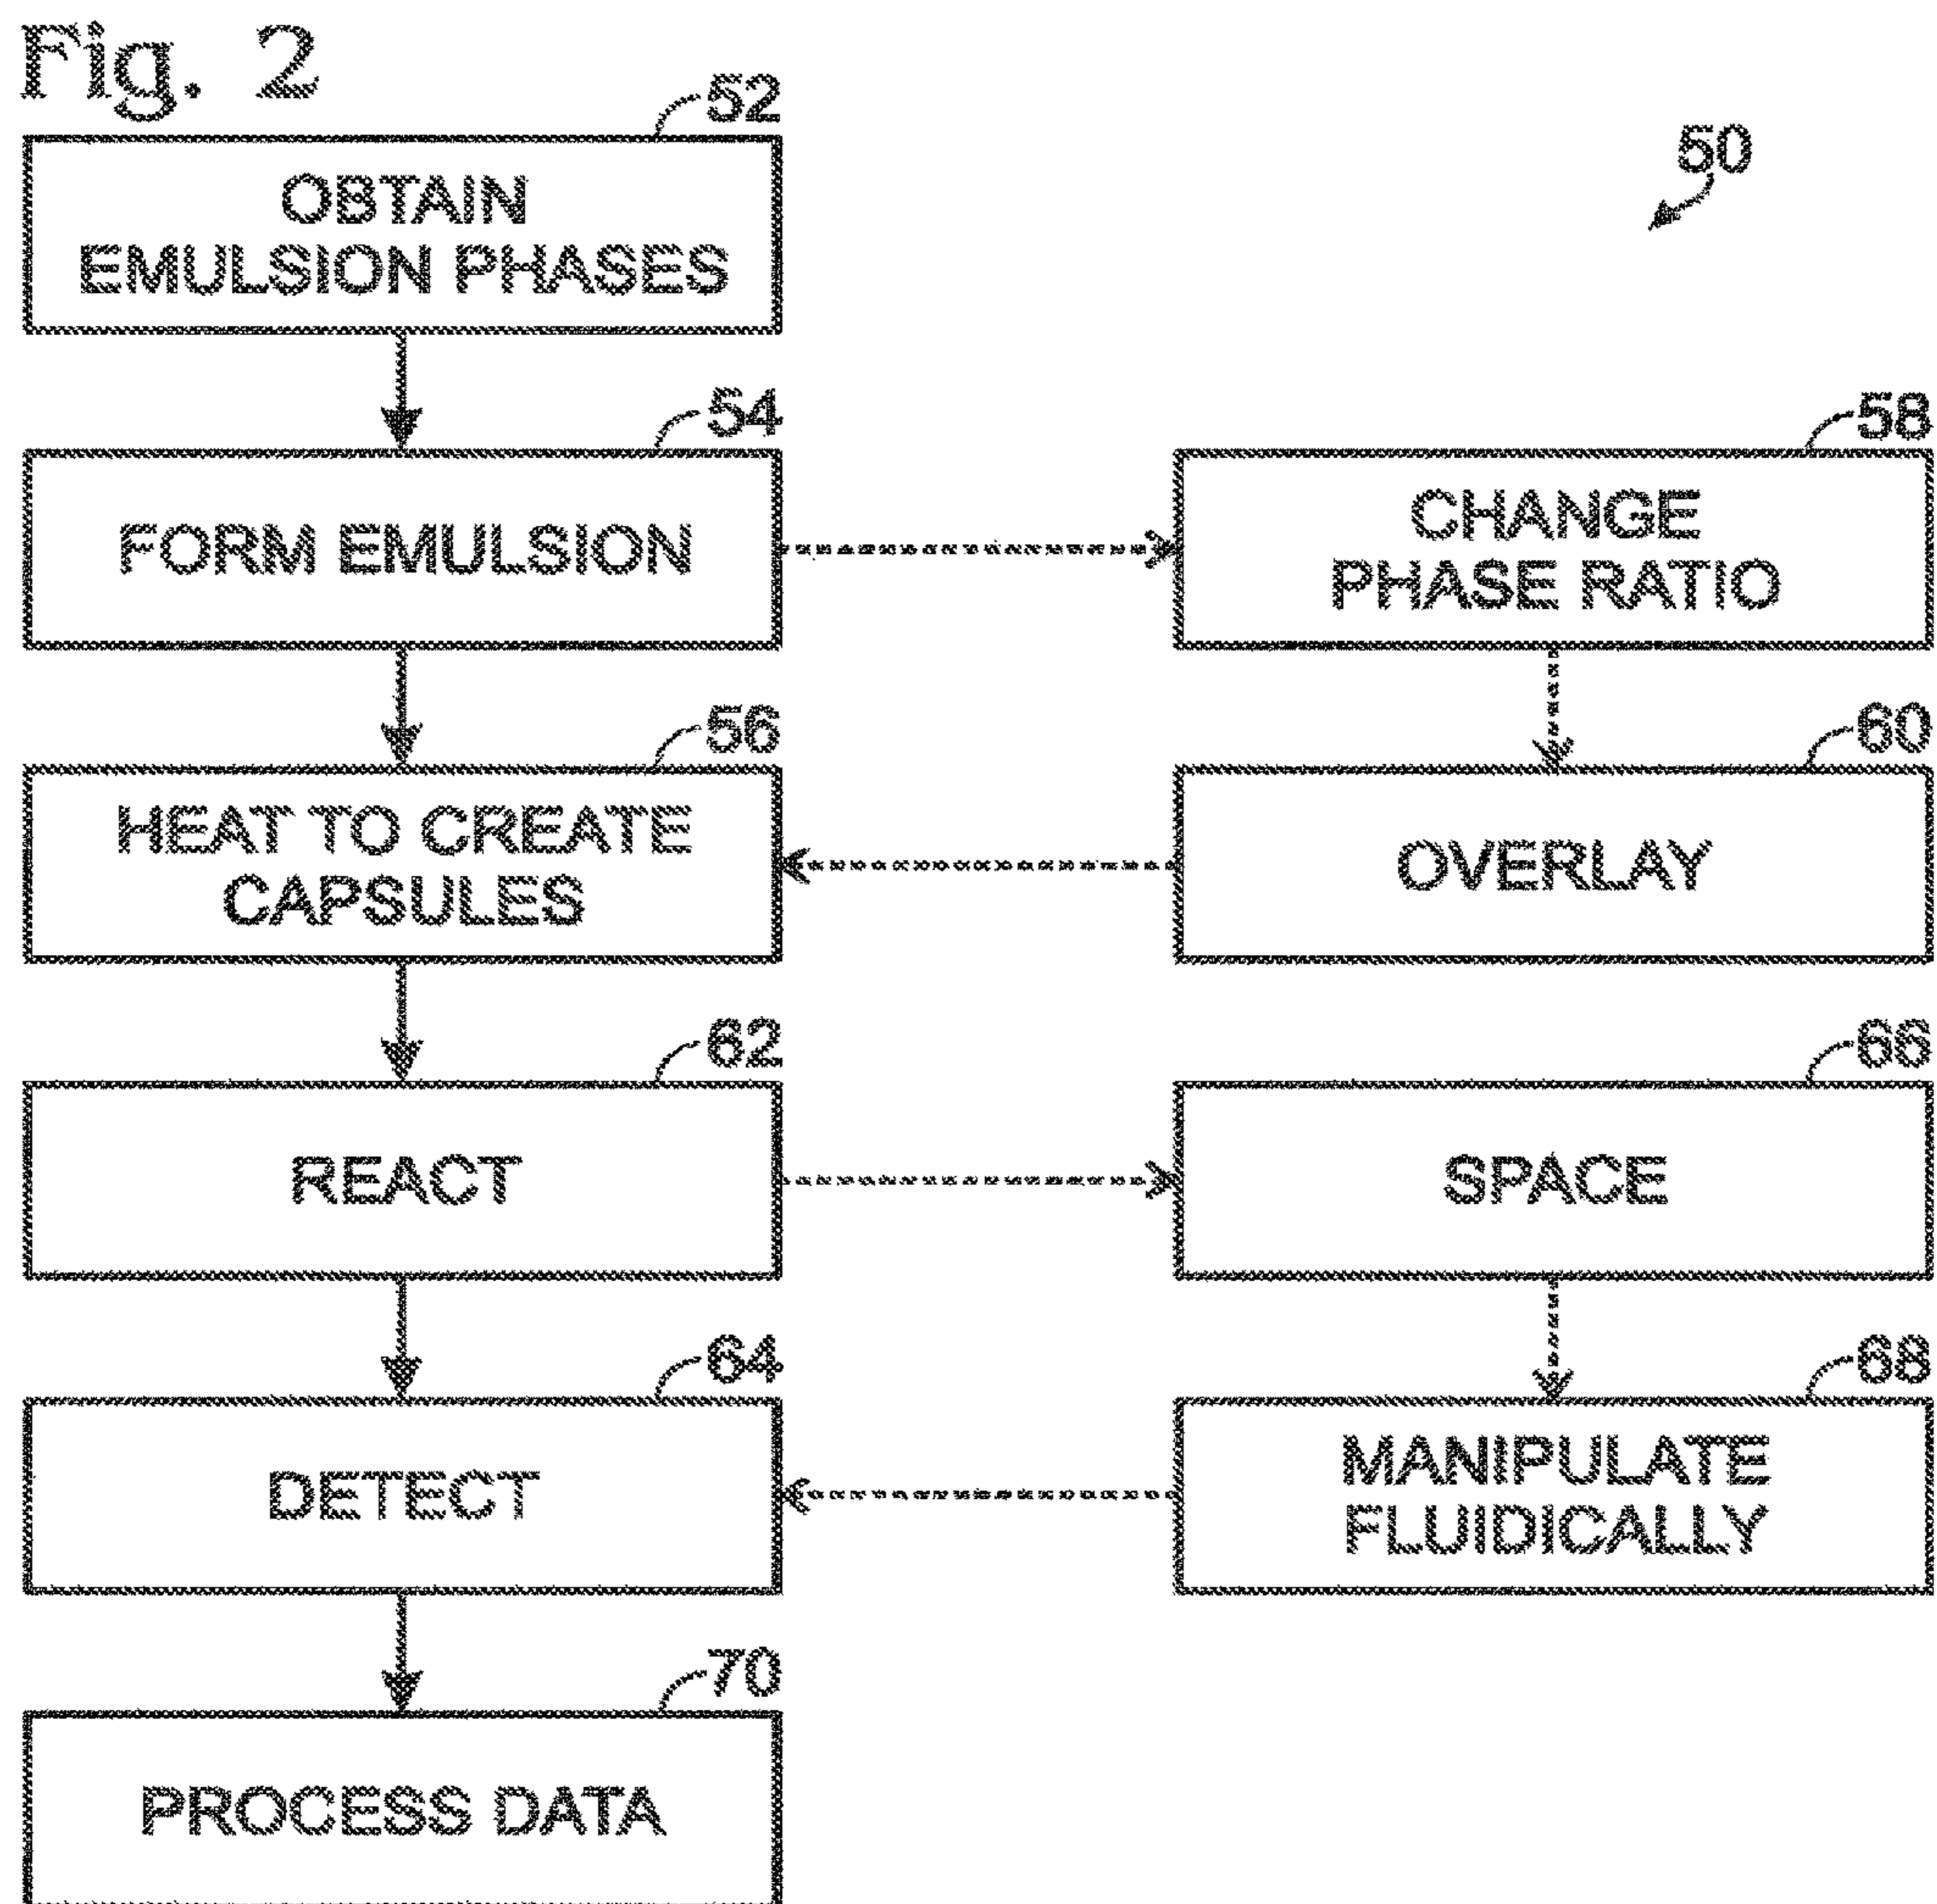 Fig. 2
52
50
OBTAIN
EMULSION PHASES
54
58
FORM EMULSION
CHANGE
PHASE RATIO
56
60
HEAT TO CREATE
CAPSULES
OVERLAY
62
66
REACT
SPACE
64
68
DETECT
MANIPULATE
FLUIDICALLY
70
PROCESS DATA